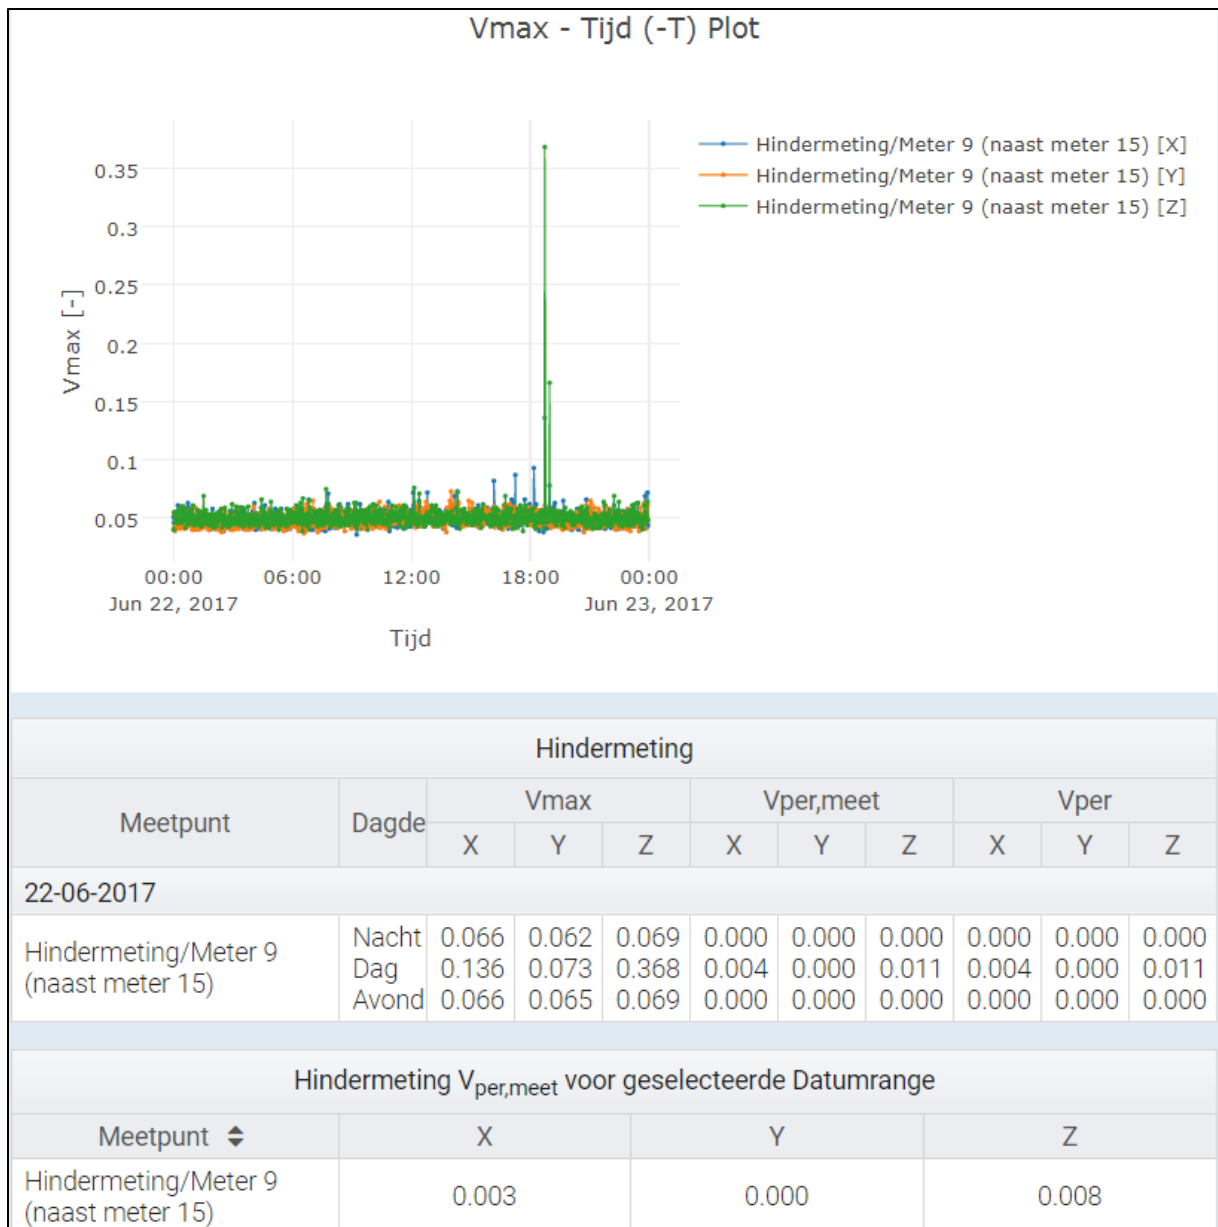 Vmax - Tijd (-T) Plot
Hindermeting/Meter 9 (naast meter 15) [X]
Hindermeting/Meter 9 (naast meter 15) [Y]
Hindermeting/Meter 9 (naast meter 15) [Z]
Vmax [-]
0.35
0.3
0.25
0.2
0.15
0.1
0.05
00:00 06:00 12:00 18:00 00:00
Jun 22, 2017 Jun 23, 2017
Tijd
Hindermeting
Meetpunt Dagde Vmax Vper,meet Vper
X Y Z X Y Z X Y Z
22-06-2017
Hindermeting/Meter 9
(naast meter 15)
Nacht 0.066 0.062 0.069 0.000 0.000 0.000 0.000 0.000 0.000
Dag 0.136 0.073 0.368 0.004 0.000 0.011 0.004 0.000 0.011
Avond 0.066 0.065 0.069 0.000 0.000 0.000 0.000 0.000 0.000
Hindermeting Vper,meet voor geselecteerde Datumrange
Meetpunt X Y Z
Hindermeting/Meter 9
(naast meter 15)
0.003 0.000 0.008